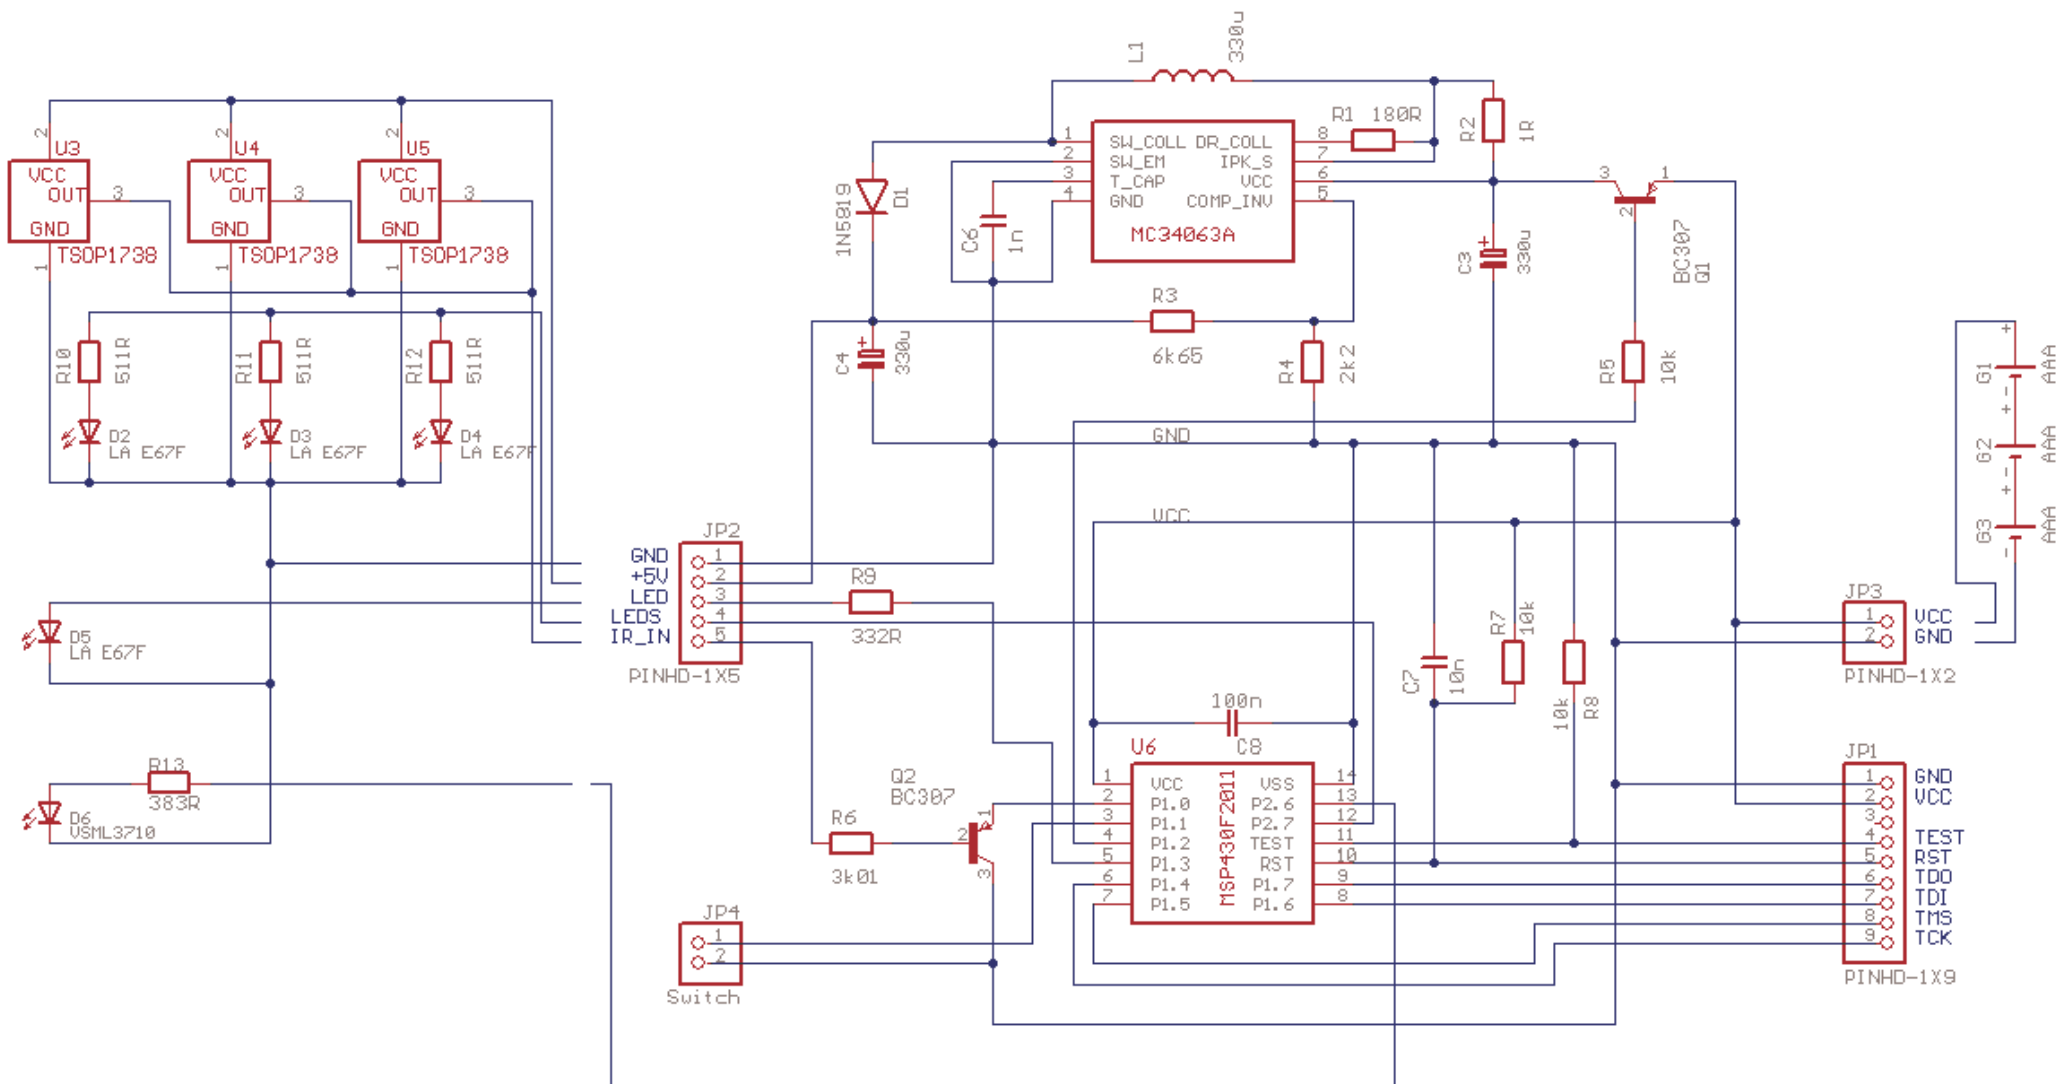 L1
330u
U3
2
VCC
OUT
3
GND
1
TSOP1738
U4
2
VCC
OUT
3
GND
1
TSOP1738
U5
2
VCC
OUT
3
GND
1
TSOP1738
R10
511R
R11
511R
R12
511R
D2
LA E67F
D3
LA E67F
D4
LA E67F
D5
LA E67F
R13
383R
D6
VSML3710
1N5819
D1
C6
1n
1 SW_COLL DR_COLL 8
2 SW_EM IPK_S 7
3 T_CAP VCC 6
4 GND COMP_INV 5
MC34063A
R1 180R
R2
1R
C3
+
330u
3
1
2
BC307
Q1
R3
6k65
C4
+
330u
R4
2k2
R5
10k
GND
VCC
+
G1
AAA
-
+
G2
AAA
-
+
G3
AAA
-
JP2
GND 1
+5V 2
LED 3
LEDS 4
IR_IN 5
PINHD-1X5
R9
332R
C7
10n
R7
10k
10k
R8
JP3
1 VCC
2 GND
PINHD-1X2
100n
C8
U6
1 VCC VSS 14
2 P1.0 P2.6 13
3 P1.1 P2.7 12
4 P1.2 TEST 11
5 P1.3 RST 10
6 P1.4 P1.7 9
7 P1.5 P1.6 8
MSP430F2011
Q2
BC307
1
2
3
R6
3k01
JP4
1
2
Switch
JP1
1 GND
2 VCC
3
4 TEST
5 RST
6 TDO
7 TDI
8 TMS
9 TCK
PINHD-1X9